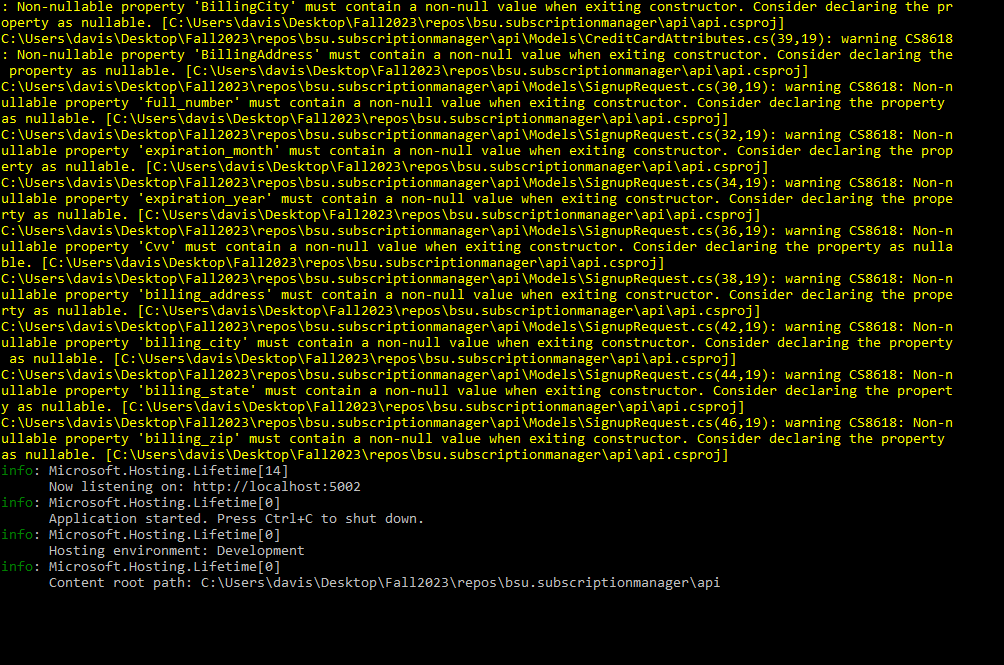 : Non-nullable property 'BillingCity' must contain a non-null value when exiting constructor. Consider declaring the pr
operty as nullable. [C:\Users\davis\Desktop\Fall2023\repos\bsu.subscriptionmanager\api\api.csproj]
C:\Users\davis\Desktop\Fall2023\repos\bsu.subscriptionmanager\api\Models\CreditCardAttributes.cs(39,19): warning CS8618
: Non-nullable property 'BillingAddress' must contain a non-null value when exiting constructor. Consider declaring the
 property as nullable. [C:\Users\davis\Desktop\Fall2023\repos\bsu.subscriptionmanager\api\api.csproj]
C:\Users\davis\Desktop\Fall2023\repos\bsu.subscriptionmanager\api\Models\SignupRequest.cs(30,19): warning CS8618: Non-n
ullable property 'full_number' must contain a non-null value when exiting constructor. Consider declaring the property
as nullable. [C:\Users\davis\Desktop\Fall2023\repos\bsu.subscriptionmanager\api\api.csproj]
C:\Users\davis\Desktop\Fall2023\repos\bsu.subscriptionmanager\api\Models\SignupRequest.cs(32,19): warning CS8618: Non-n
ullable property 'expiration_month' must contain a non-null value when exiting constructor. Consider declaring the prop
erty as nullable. [C:\Users\davis\Desktop\Fall2023\repos\bsu.subscriptionmanager\api\api.csproj]
C:\Users\davis\Desktop\Fall2023\repos\bsu.subscriptionmanager\api\Models\SignupRequest.cs(34,19): warning CS8618: Non-n
ullable property 'expiration_year' must contain a non-null value when exiting constructor. Consider declaring the prope
rty as nullable. [C:\Users\davis\Desktop\Fall2023\repos\bsu.subscriptionmanager\api\api.csproj]
C:\Users\davis\Desktop\Fall2023\repos\bsu.subscriptionmanager\api\Models\SignupRequest.cs(36,19): warning CS8618: Non-n
ullable property 'Cvv' must contain a non-null value when exiting constructor. Consider declaring the property as nulla
ble. [C:\Users\davis\Desktop\Fall2023\repos\bsu.subscriptionmanager\api\api.csproj]
C:\Users\davis\Desktop\Fall2023\repos\bsu.subscriptionmanager\api\Models\SignupRequest.cs(38,19): warning CS8618: Non-n
ullable property 'billing_address' must contain a non-null value when exiting constructor. Consider declaring the prope
rty as nullable. [C:\Users\davis\Desktop\Fall2023\repos\bsu.subscriptionmanager\api\api.csproj]
C:\Users\davis\Desktop\Fall2023\repos\bsu.subscriptionmanager\api\Models\SignupRequest.cs(42,19): warning CS8618: Non-n
ullable property 'billing_city' must contain a non-null value when exiting constructor. Consider declaring the property
 as nullable. [C:\Users\davis\Desktop\Fall2023\repos\bsu.subscriptionmanager\api\api.csproj]
C:\Users\davis\Desktop\Fall2023\repos\bsu.subscriptionmanager\api\Models\SignupRequest.cs(44,19): warning CS8618: Non-n
ullable property 'billing_state' must contain a non-null value when exiting constructor. Consider declaring the propert
y as nullable. [C:\Users\davis\Desktop\Fall2023\repos\bsu.subscriptionmanager\api\api.csproj]
C:\Users\davis\Desktop\Fall2023\repos\bsu.subscriptionmanager\api\Models\SignupRequest.cs(46,19): warning CS8618: Non-n
ullable property 'billing_zip' must contain a non-null value when exiting constructor. Consider declaring the property
as nullable. [C:\Users\davis\Desktop\Fall2023\repos\bsu.subscriptionmanager\api\api.csproj]
info: Microsoft.Hosting.Lifetime[14]
      Now listening on: http://localhost:5002
info: Microsoft.Hosting.Lifetime[0]
      Application started. Press Ctrl+C to shut down.
info: Microsoft.Hosting.Lifetime[0]
      Hosting environment: Development
info: Microsoft.Hosting.Lifetime[0]
      Content root path: C:\Users\davis\Desktop\Fall2023\repos\bsu.subscriptionmanager\api